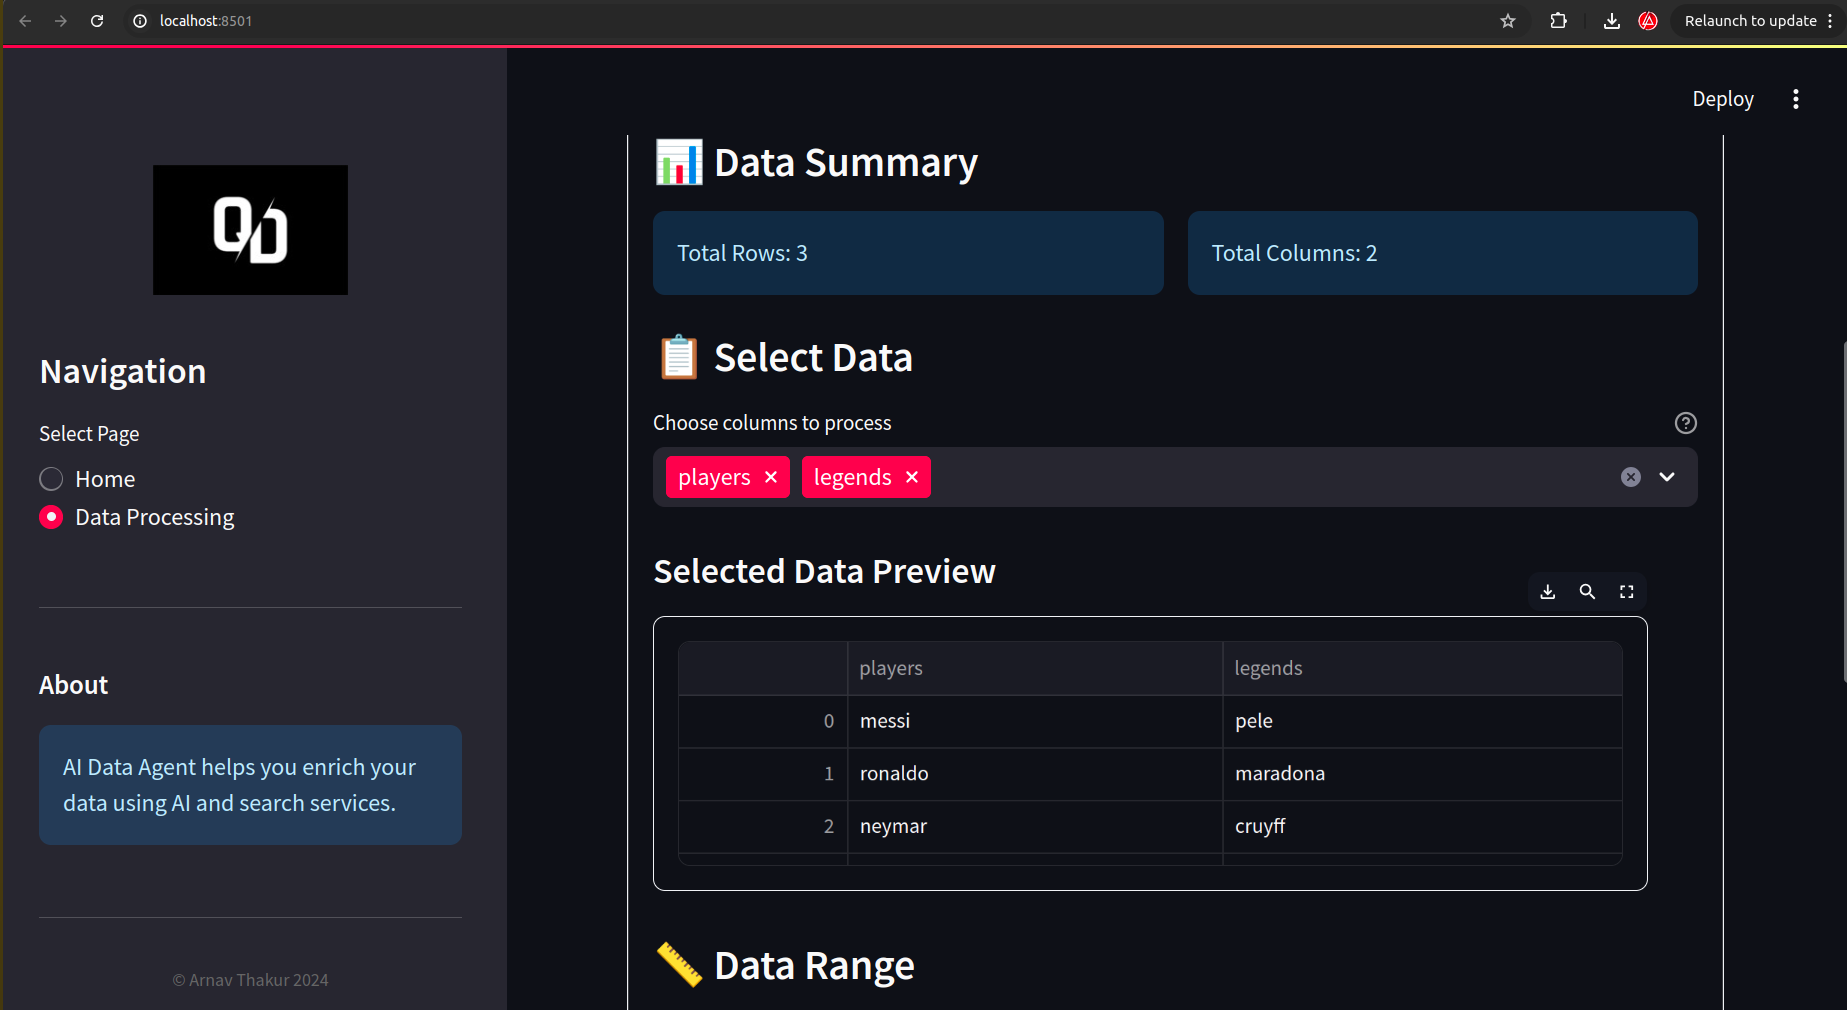 localhost:8501
Relaunch to update
Deploy
QD
Navigation
Select Page
Home
Data Processing
About
AI Data Agent helps you enrich your
data using AI and search services.
© Arnav Thakur 2024
Data Summary
Total Rows: 3
Total Columns: 2
Select Data
Choose columns to process
players
legends
Selected Data Preview
players legends
0 messi pele
1 ronaldo maradona
2 neymar cruyff
Data Range